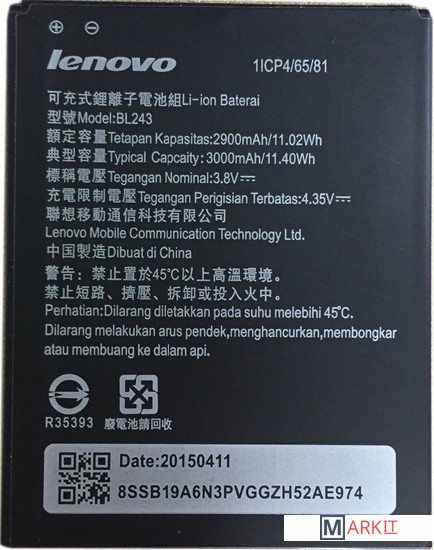 lenovo
1ICP4/65/81
可充式鋰離子電池組Li-ion Baterai
型號Model:BL243
額定容量Tetapan Kapasitas:2900mAh/11.02Wh
典型容量Typical Capcaity: 3000mAh/11.40Wh
標稱電壓Tegangan Nominal:3.8V⎓
充電限制電壓Tegangan Perigisian Terbatas:4.35V⎓
聯想移動通信科技有限公司
Lenovo Mobile Communication Technology Ltd.
中国製造Dibuat di China
警告：禁止置於45℃以上高溫環境。
禁止短路、擠壓、拆卸或投入火中。
Perhatian:Dilarang diletakkan pada suhu melebihi 45℃.
Dilarang melakukan arus pendek,menghancurkan,membongkar
atau membuang ke dalam api.
R35393
廢電池請回收
Date:20150411
8SSB19A6N3PVGGZH52AE974
MARKIT